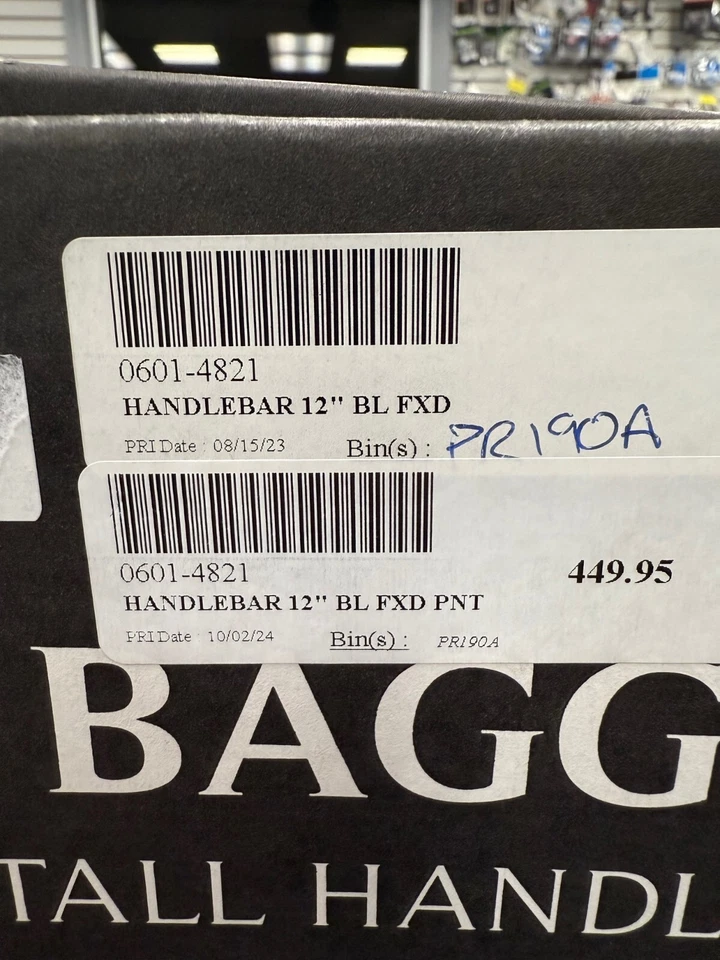 0601-4821
HANDLEBAR 12" BL FXD
PRI Date : 08/15/23 Bin(s) : PR190A
0601-4821 449.95
HANDLEBAR 12" BL FXD PNT
PRI Date : 10/02/24 Bin(s) : PR190A
BAGG
TALL HANDL